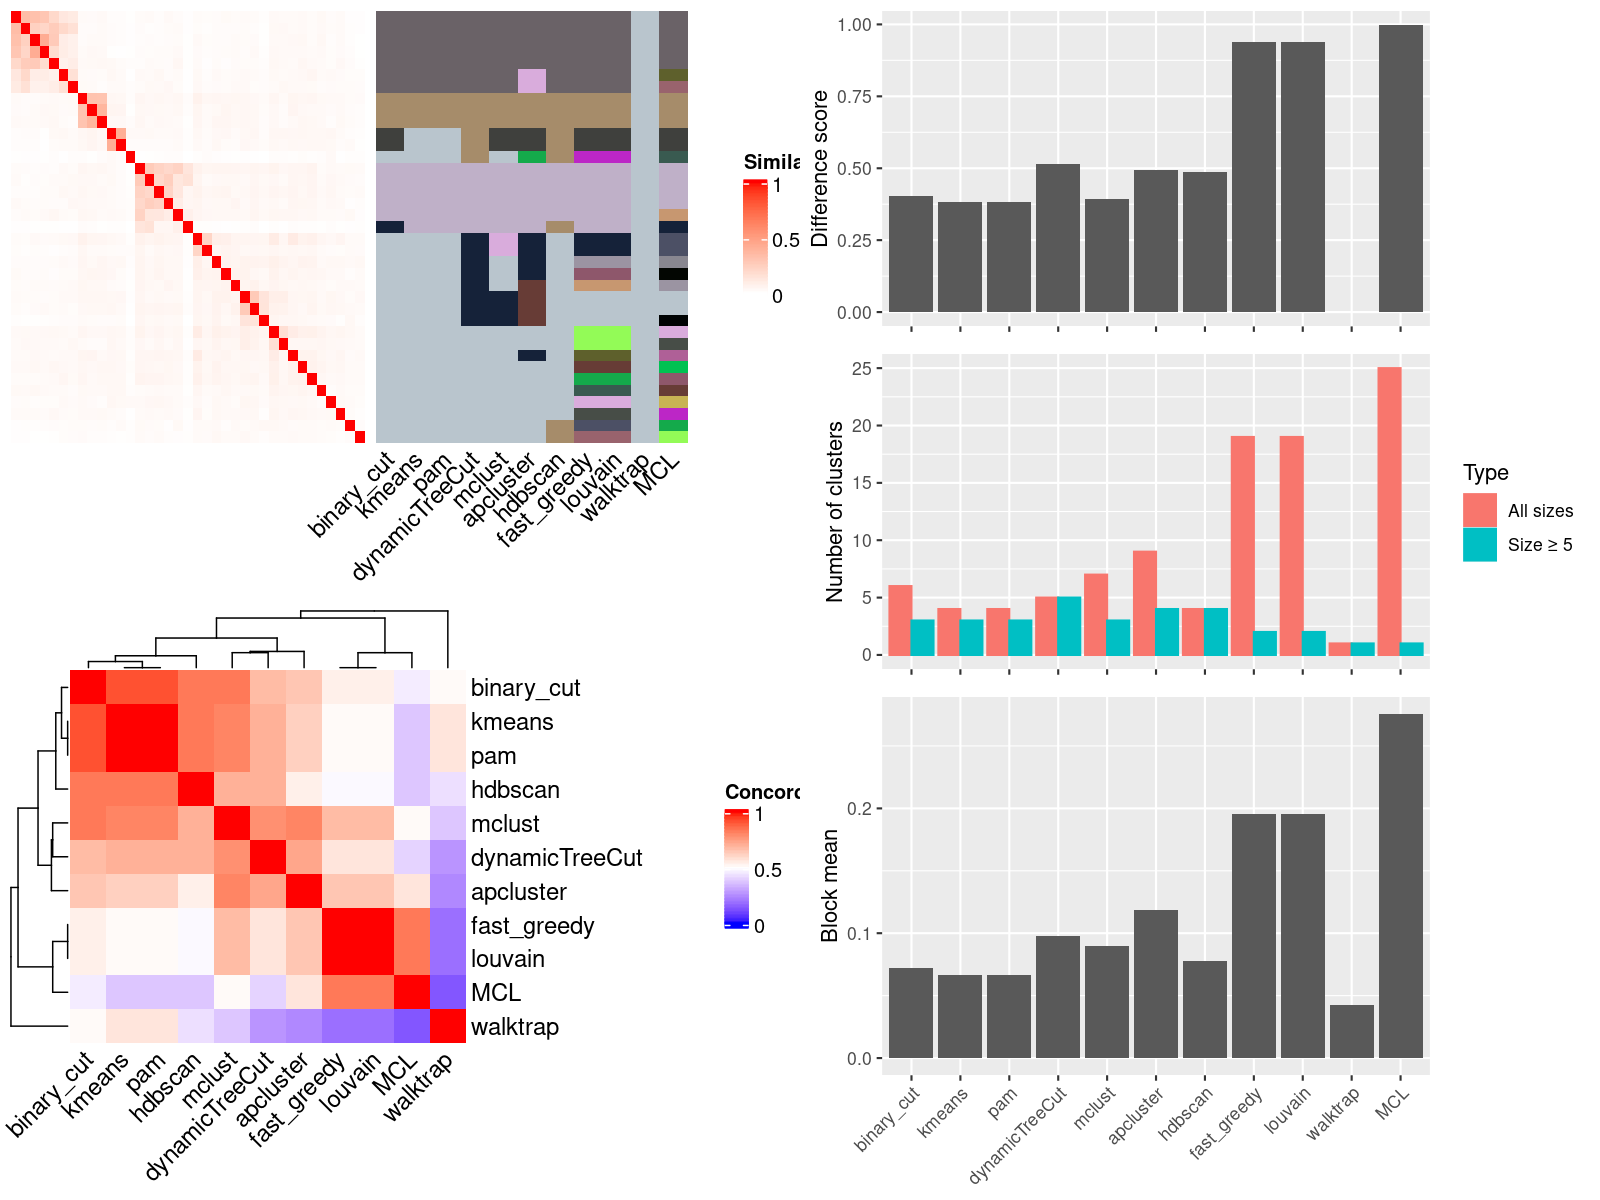 Simila
1
0.5
0
binary_cut
kmeans
pam
dynamicTreeCut
mclust
apcluster
hdbscan
fast_greedy
louvain
walktrap
MCL
binary_cut
kmeans
pam
hdbscan
mclust
dynamicTreeCut
apcluster
fast_greedy
louvain
MCL
walktrap
binary_cut
kmeans
pam
hdbscan
mclust
dynamicTreeCut
apcluster
fast_greedy
louvain
MCL
walktrap
Concord
1
0.5
0
Difference score
1.00
0.75
0.50
0.25
0.00
Number of clusters
25
20
15
10
5
0
Type
All sizes
Size ≥ 5
Block mean
0.2
0.1
0.0
binary_cut
kmeans
pam
dynamicTreeCut
mclust
apcluster
hdbscan
fast_greedy
louvain
walktrap
MCL